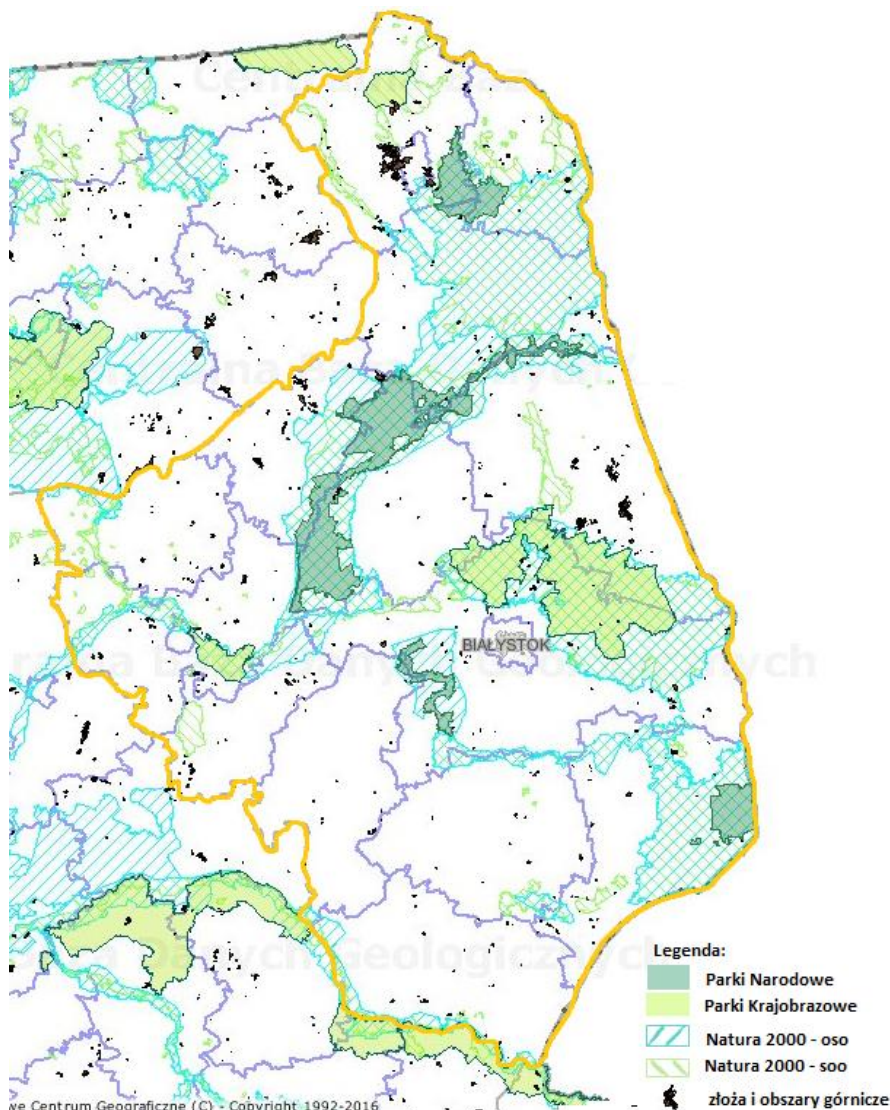 BIAŁYSTOK
Legenda:
Parki Narodowe
Parki Krajobrazowe
Natura 2000 - oso
Natura 2000 - soo
złoża i obszary górnicze
we Centrum Geograficzne (C) - Copyright 1992-2016